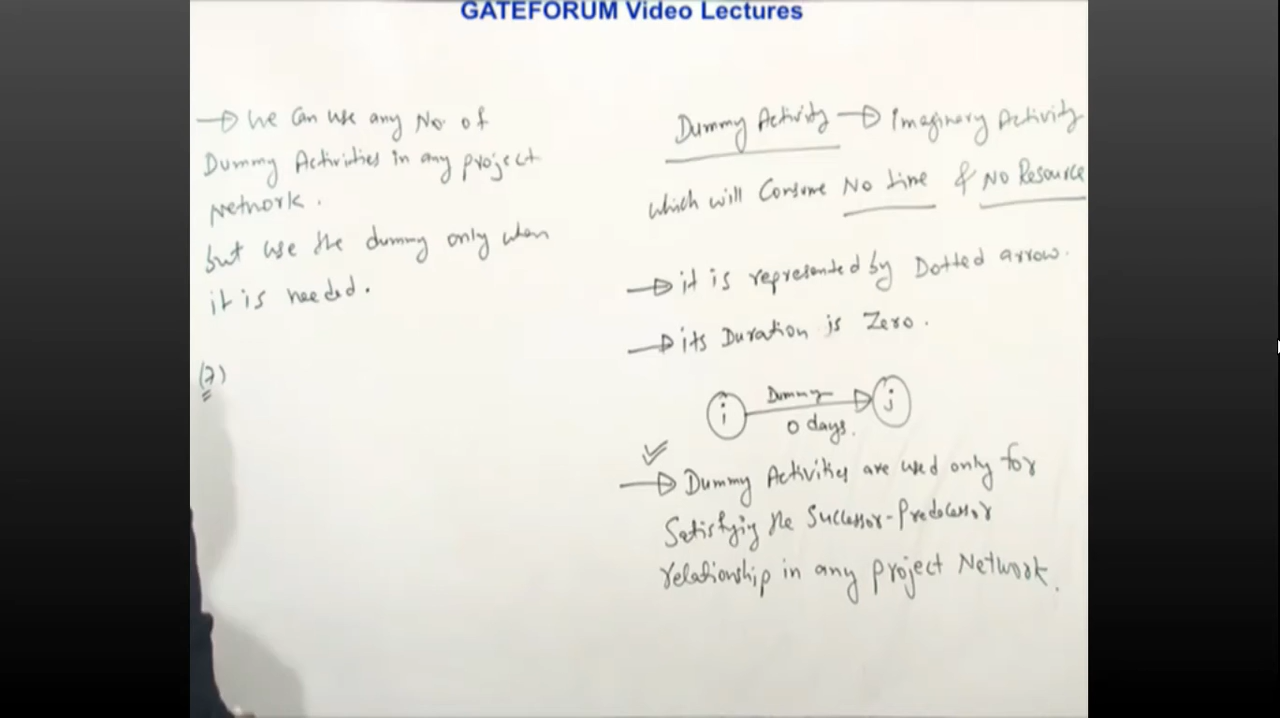 GATEFORUM Video Lectures
→ We Can use any No of
Dummy Activities in any project
Network.
but use the dummy only when
it is needed.
(7)
Dummy Activity → Imaginary Activity
which will Consume No time & No Resource
→ it is represented by Dotted arrow.
→ its Duration is Zero.
i Dummy j
0 days.
→ Dummy Activities are used only for
Satisfying the Successor-Predecessor
relationship in any project Network.